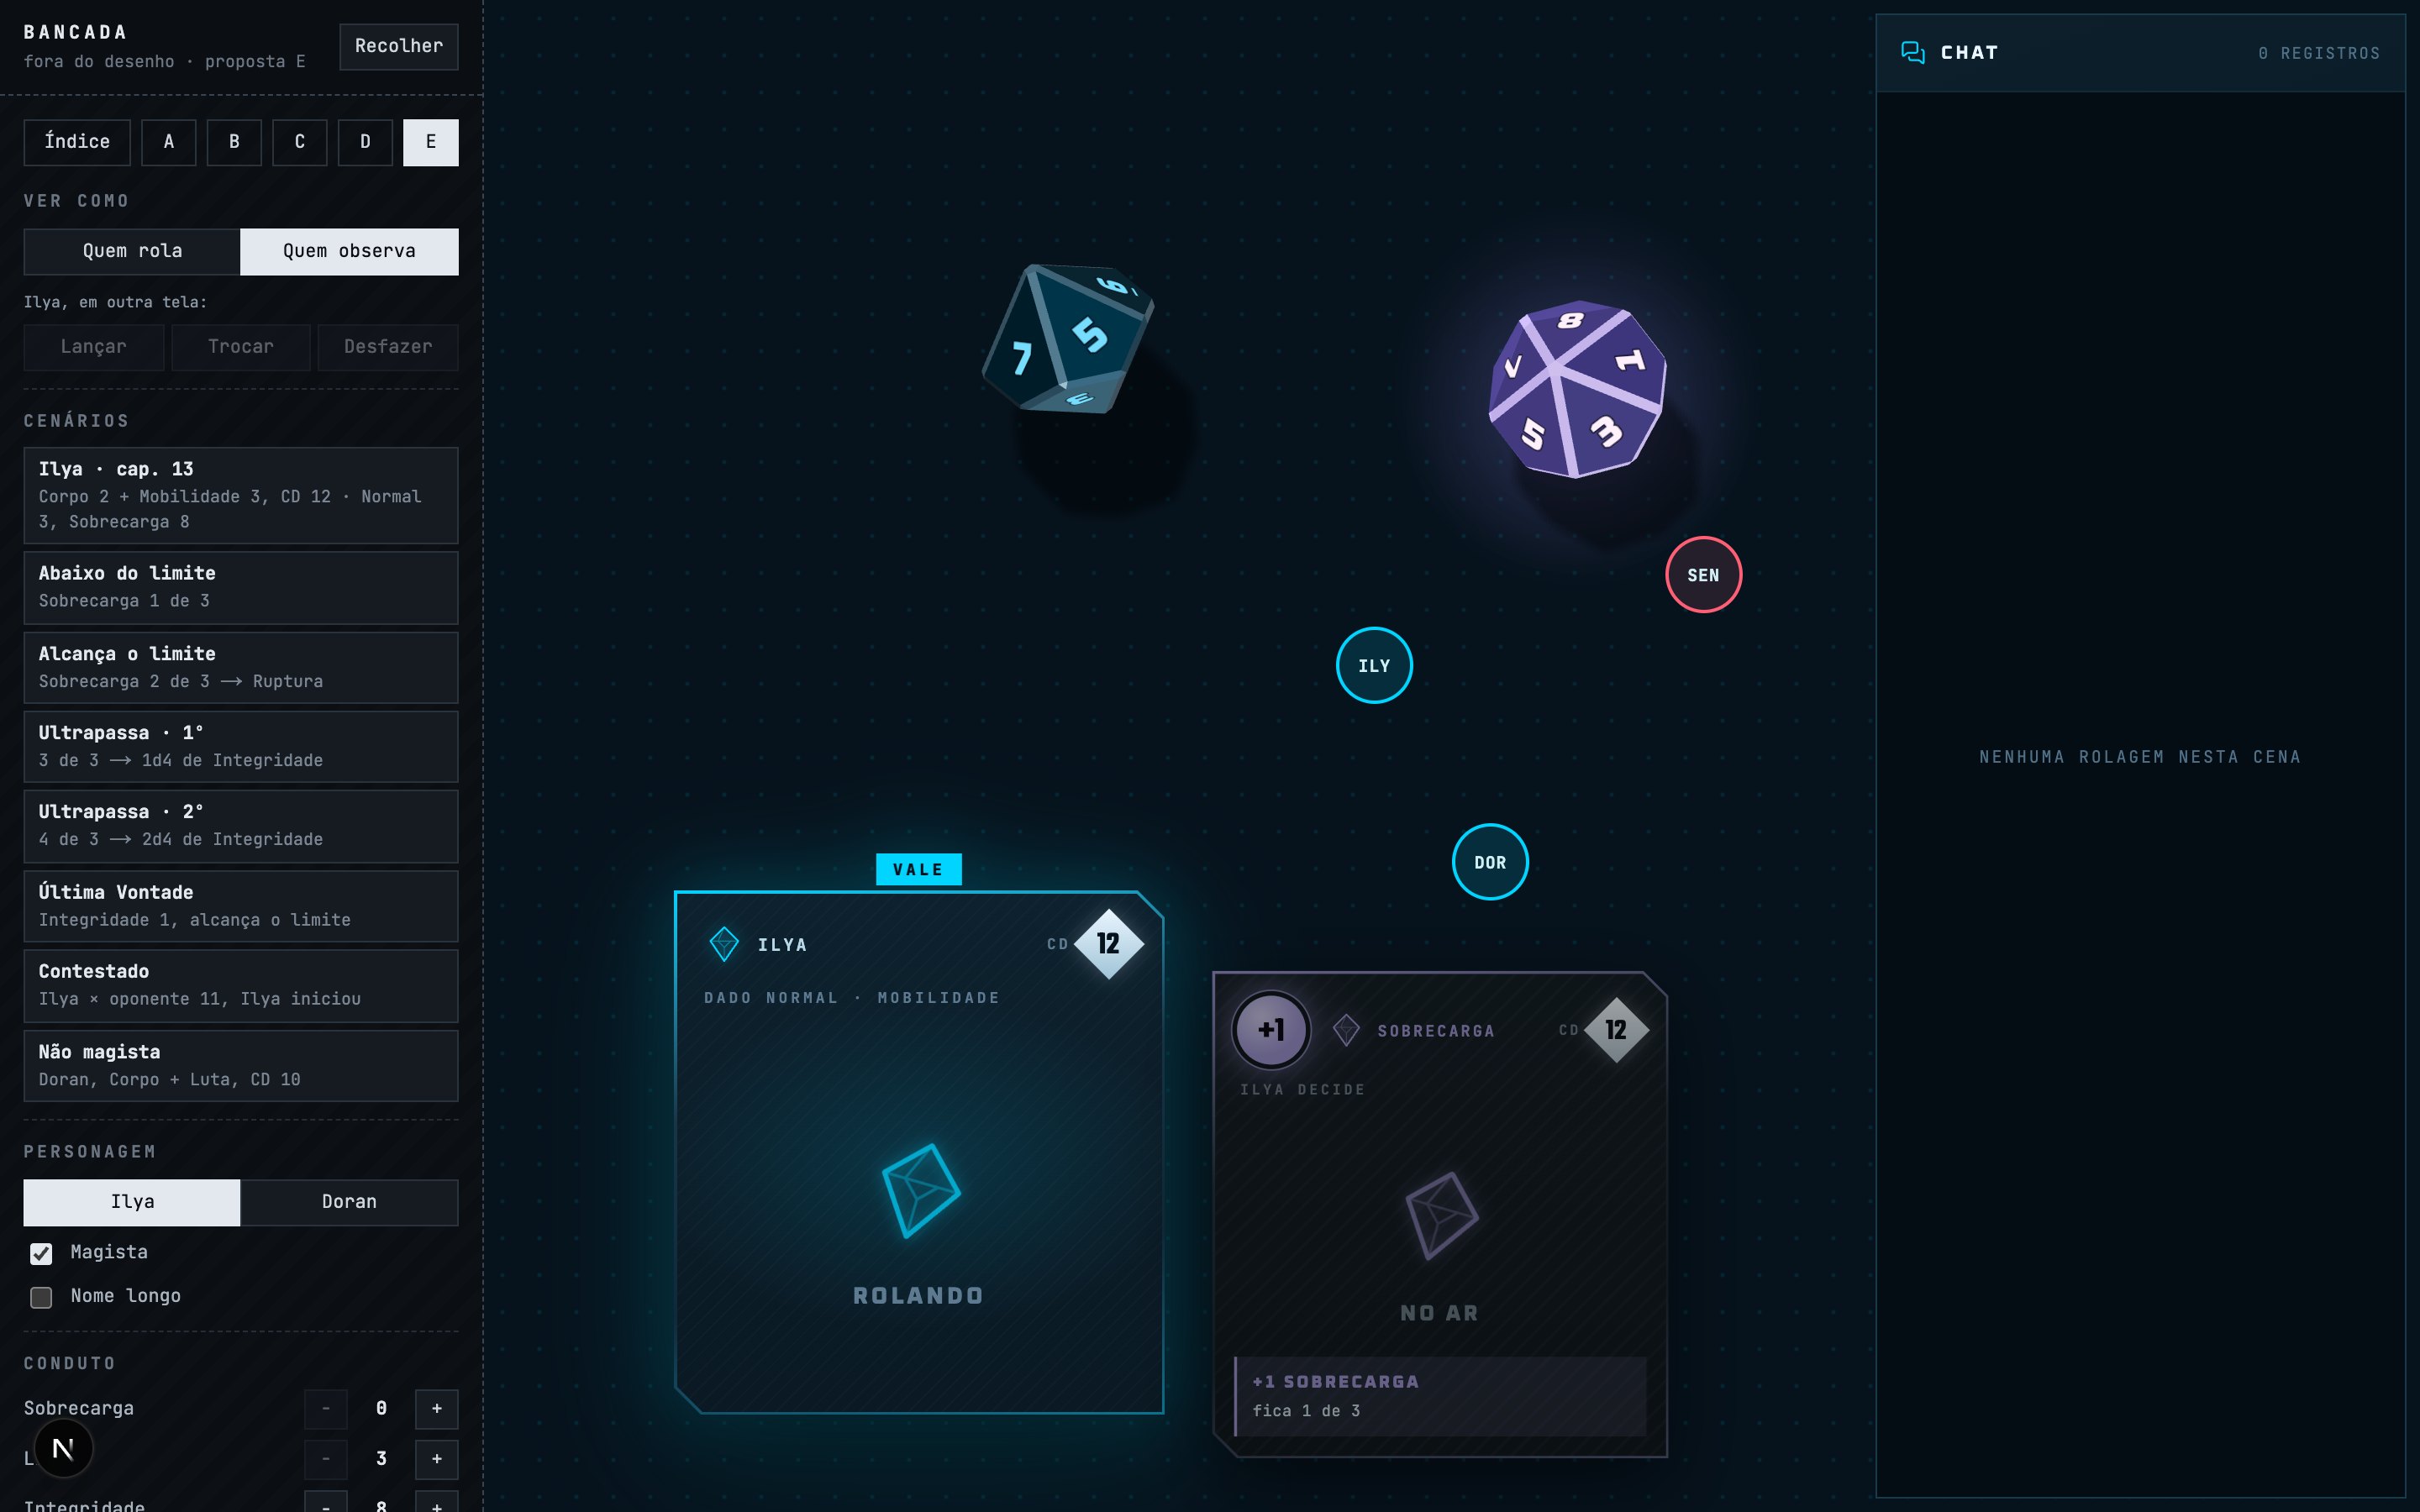 BANCADA
fora do desenho · proposta E
Recolher
Índice
A
B
C
D
E
VER COMO
Quem rola
Quem observa
Ilya, em outra tela:
Lançar
Trocar
Desfazer
CENÁRIOS
Ilya · cap. 13
Corpo 2 + Mobilidade 3, CD 12 · Normal
3, Sobrecarga 8
Abaixo do limite
Sobrecarga 1 de 3
Alcança o limite
Sobrecarga 2 de 3 → Ruptura
Ultrapassa · 1º
3 de 3 → 1d4 de Integridade
Ultrapassa · 2º
4 de 3 → 2d4 de Integridade
Última Vontade
Integridade 1, alcança o limite
Contestado
Ilya × oponente 11, Ilya iniciou
Não magista
Doran, Corpo + Luta, CD 10
PERSONAGEM
Ilya
Doran
Magista
Nome longo
CONDUTO
Sobrecarga
-
0
+
L
-
3
+
Integridade
-
8
+
N
7
5
9
3
8
1
5
3
SEN
ILY
DOR
VALE
ILYA
CD
12
DADO NORMAL · MOBILIDADE
ROLANDO
+1
SOBRECARGA
CD
12
ILYA DECIDE
NO AR
+1 SOBRECARGA
fica 1 de 3
CHAT
0 REGISTROS
NENHUMA ROLAGEM NESTA CENA